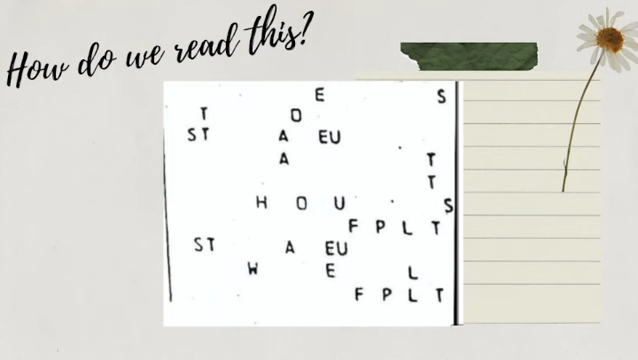 How do we read this?
E S
T O
ST A EU
A T
T
H O U S
F P L T
ST A EU
W E L
F P L T